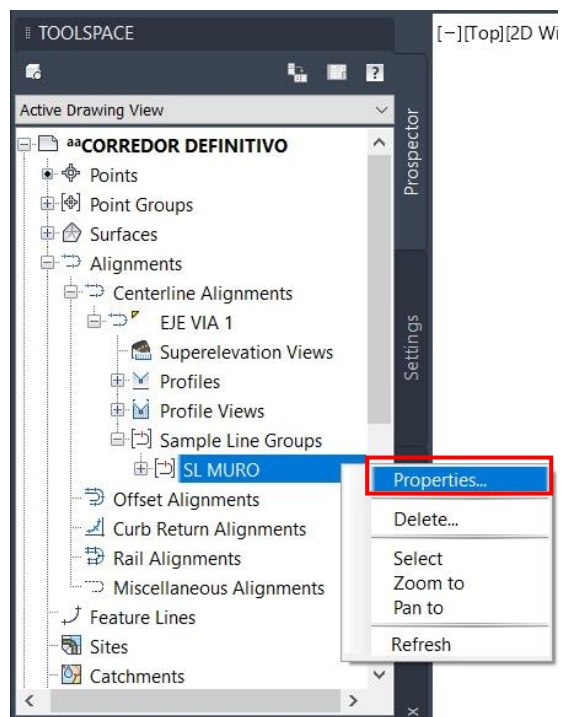 TOOLSPACE
[−][Top][2D Wi
?
Active Drawing View
ᵃᵃCORREDOR DEFINITIVO
Points
Point Groups
Surfaces
Alignments
Centerline Alignments
EJE VIA 1
Superelevation Views
Profiles
Profile Views
Sample Line Groups
SL MURO
Offset Alignments
Curb Return Alignments
Rail Alignments
Miscellaneous Alignments
Feature Lines
Sites
Catchments
Properties...
Delete...
Select
Zoom to
Pan to
Refresh
Prospector
Settings